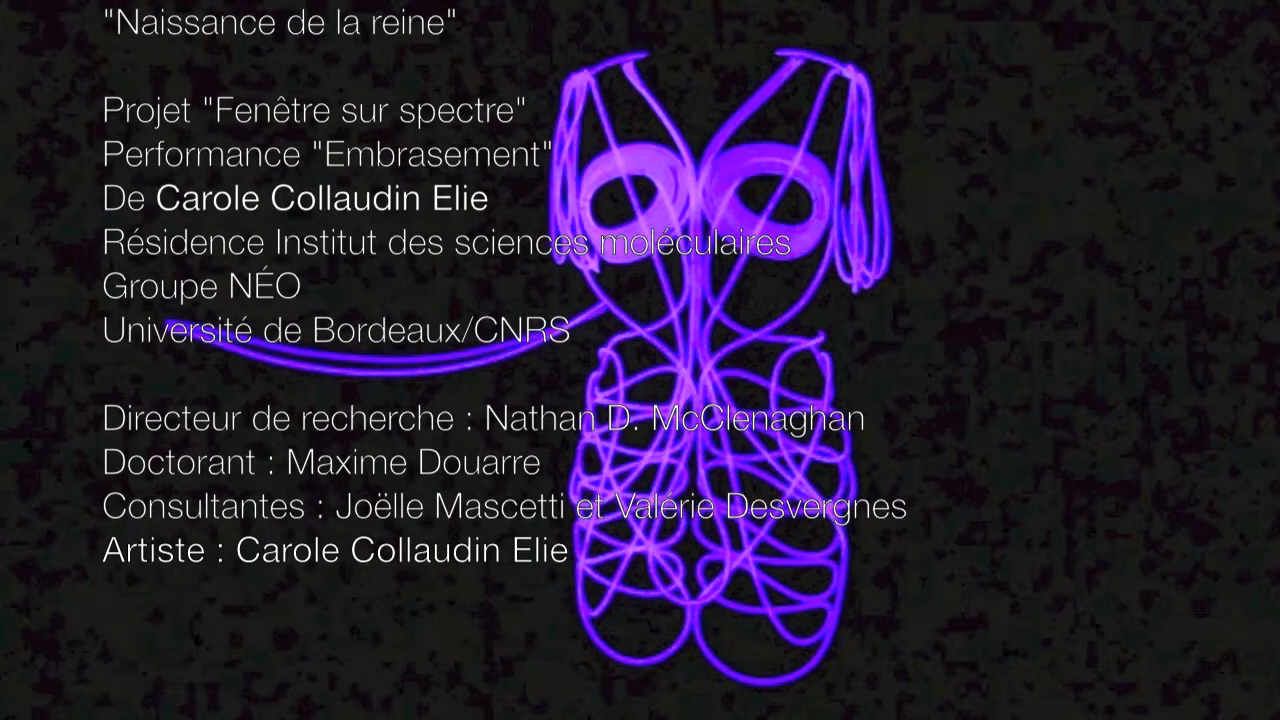 "Naissance de la reine"
Projet "Fenêtre sur spectre"
Performance "Embrasement"
De Carole Collaudin Elie
Résidence Institut des sciences moléculaires
Groupe NÉO
Université de Bordeaux/CNRS
Directeur de recherche : Nathan D. McClenaghan
Doctorant : Maxime Douarre
Consultantes : Joëlle Mascetti et Valérie Desvergnes
Artiste : Carole Collaudin Elie